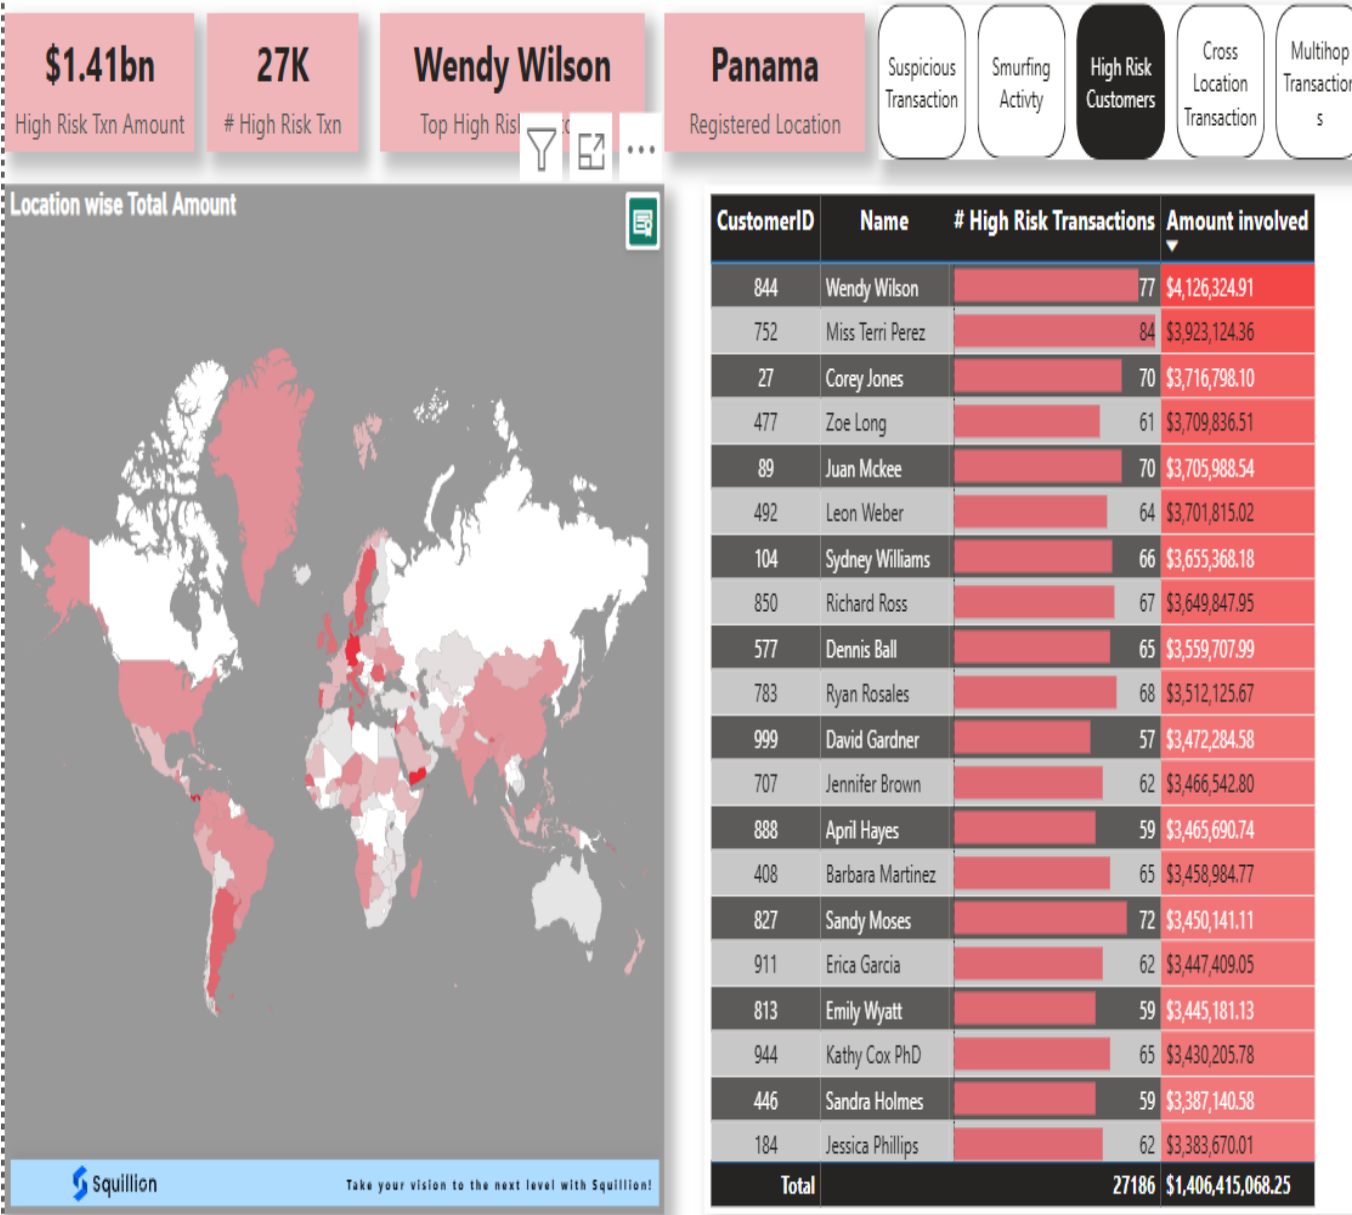 $1.41bn
High Risk Txn Amount
27K
# High Risk Txn
Wendy Wilson
Top High
Panama
Registered Location
Suspicious
Transaction
Smurfing
Activty
High Risk
Customers
Cross
Location
Transaction
Multihop
Transaction
s
Location wise Total Amount
CustomerID Name # High Risk Transactions Amount involved
844 Wendy Wilson 77 $4,126,324.91
752 Miss Terri Perez 84 $3,923,124.36
27 Corey Jones 70 $3,716,798.10
477 Zoe Long 61 $3,709,836.51
89 Juan Mckee 70 $3,705,988.54
492 Leon Weber 64 $3,701,815.02
104 Sydney Williams 66 $3,655,368.18
850 Richard Ross 67 $3,649,847.95
577 Dennis Ball 65 $3,559,707.99
783 Ryan Rosales 68 $3,512,125.67
999 David Gardner 57 $3,472,284.58
707 Jennifer Brown 62 $3,466,542.80
888 April Hayes 59 $3,465,690.74
408 Barbara Martinez 65 $3,458,984.77
827 Sandy Moses 72 $3,450,141.11
911 Erica Garcia 62 $3,447,409.05
813 Emily Wyatt 59 $3,445,181.13
944 Kathy Cox PhD 65 $3,430,205.78
446 Sandra Holmes 59 $3,387,140.58
184 Jessica Phillips 62 $3,383,670.01
Total 27186 $1,406,415,068.25
Squillion
Take your vision to the next level with Squillion!